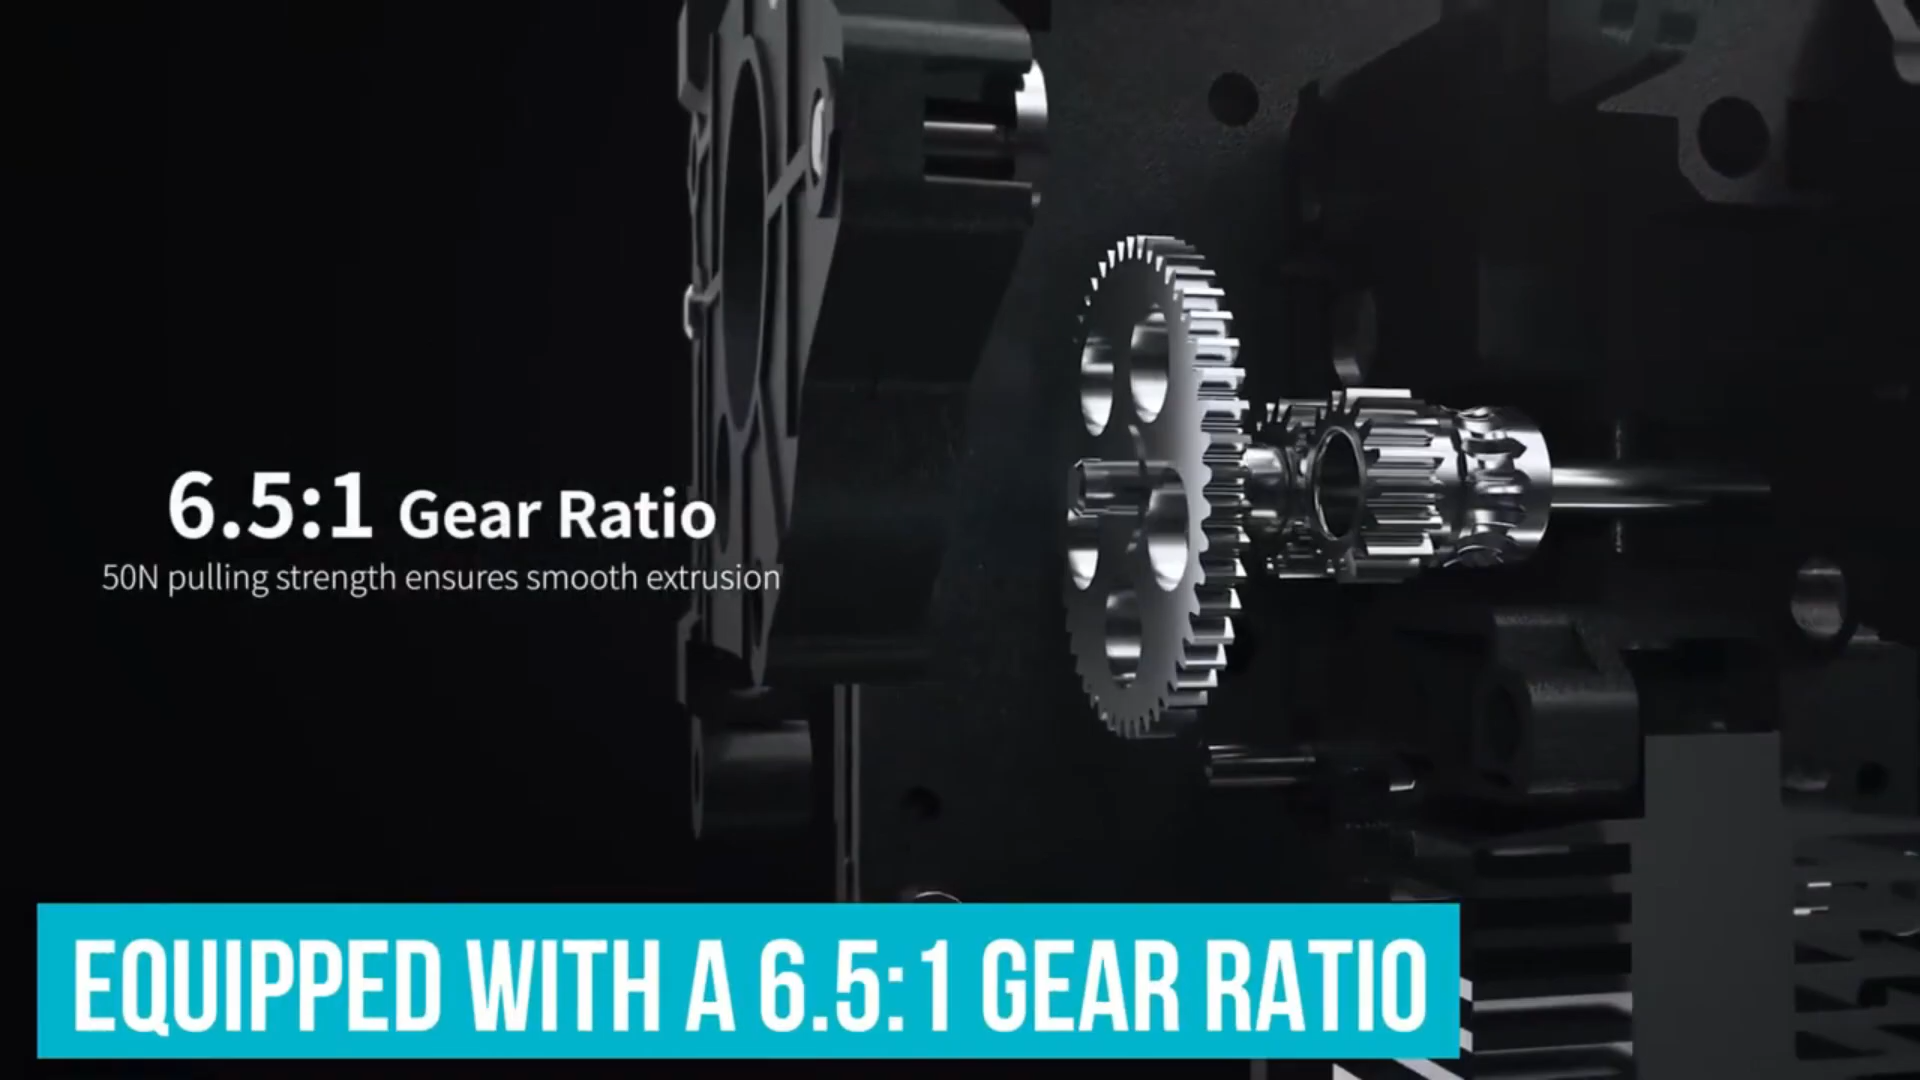 6.5:1 Gear Ratio
50N pulling strength ensures smooth extrusion
EQUIPPED WITH A 6.5:1 GEAR RATIO